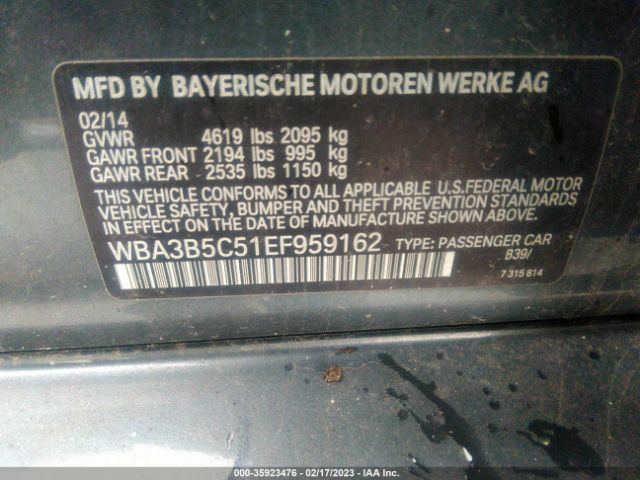 MFD BY BAYERISCHE MOTOREN WERKE AG
02/14
GVWR 4619 lbs 2095 kg
GAWR FRONT 2194 lbs 995 kg
GAWR REAR 2535 lbs 1150 kg
THIS VEHICLE CONFORMS TO ALL APPLICABLE U.S.FEDERAL MOTOR
VEHICLE SAFETY, BUMPER AND THEFT PREVENTION STANDARDS
IN EFFECT ON THE DATE OF MANUFACTURE SHOWN ABOVE.
WBA3B5C51EF959162 TYPE: PASSENGER CAR
B39/
7 315 814
000-35923476 - 02/17/2023 - IAA Inc.